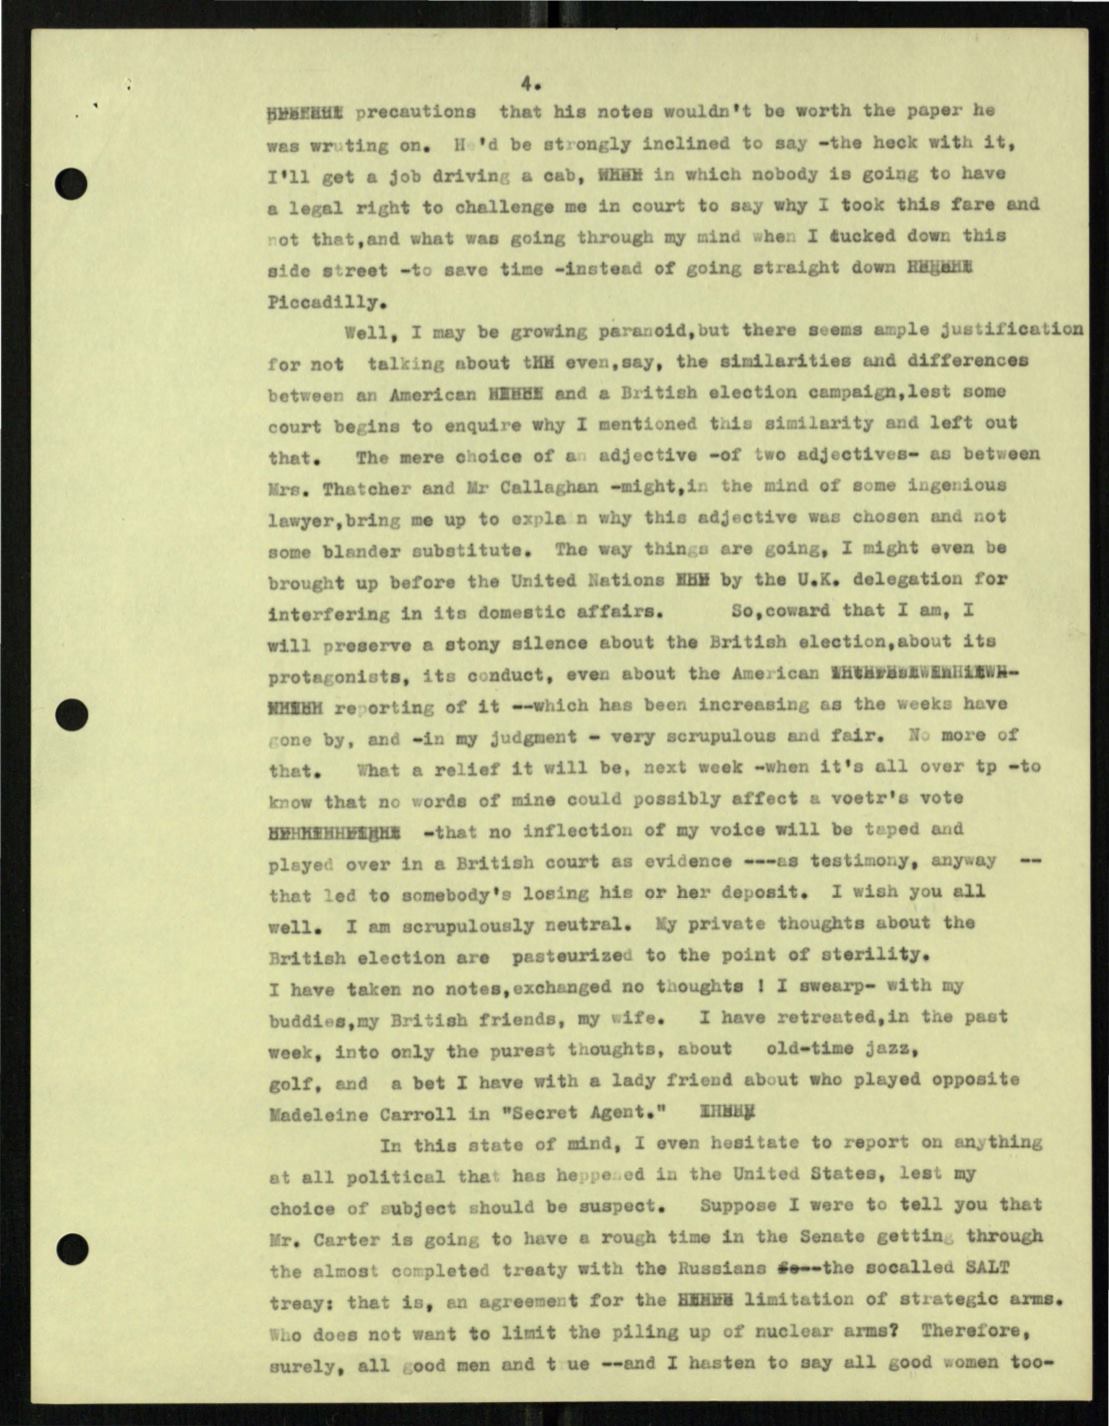 4.
precautions that his notes wouldn't be worth the paper he
was wruting on. He'd be strongly inclined to say -the heck with it,
I'll get a job driving a cab, in which nobody is going to have
a legal right to challenge me in court to say why I took this fare and
not that,and what was going through my mind when I ducked down this
side street -to save time -instead of going straight down
Piccadilly.
Well, I may be growing paranoid,but there seems ample justification
for not talking about even,say, the similarities and differences
between an American and a British election campaign,lest some
court begins to enquire why I mentioned this similarity and left out
that. The mere choice of an adjective -of two adjectives- as between
Mrs. Thatcher and Mr Callaghan -might,in the mind of some ingenious
lawyer,bring me up to expla n why this adjective was chosen and not
some blander substitute. The way things are going, I might even be
brought up before the United Nations by the U.K. delegation for
interfering in its domestic affairs. So,coward that I am, I
will preserve a stony silence about the British election,about its
protagonists, its conduct, even about the American
reporting of it --which has been increasing as the weeks have
gone by, and -in my judgment - very scrupulous and fair. No more of
that. What a relief it will be, next week -when it's all over tp -to
know that no words of mine could possibly affect a voetr's vote
-that no inflection of my voice will be taped and
played over in a British court as evidence ---as testimony, anyway --
that led to somebody's losing his or her deposit. I wish you all
well. I am scrupulously neutral. My private thoughts about the
British election are pasteurized to the point of sterility.
I have taken no notes,exchanged no thoughts ! I swearp- with my
buddies,my British friends, my wife. I have retreated,in the past
week, into only the purest thoughts, about old-time jazz,
golf, and a bet I have with a lady friend about who played opposite
Madeleine Carroll in "Secret Agent."
In this state of mind, I even hesitate to report on anything
at all political that has heppened in the United States, lest my
choice of subject should be suspect. Suppose I were to tell you that
Mr. Carter is going to have a rough time in the Senate getting through
the almost completed treaty with the Russians --the socalled SALT
treay: that is, an agreement for the limitation of strategic arms.
Who does not want to limit the piling up of nuclear arms? Therefore,
surely, all good men and t ue --and I hasten to say all good women too-